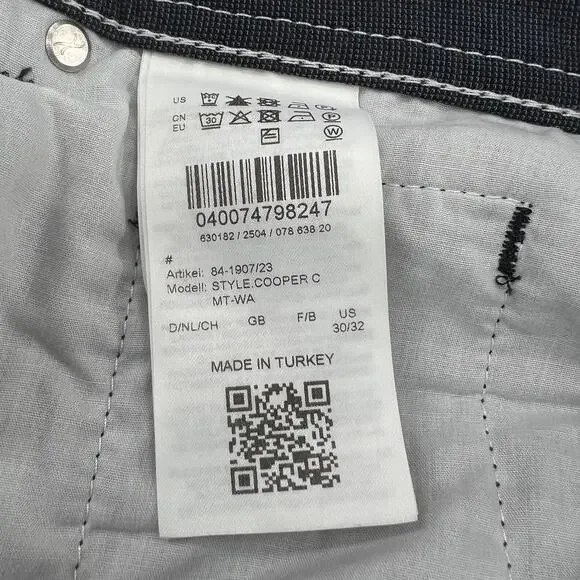 US
CN
EU
30
P
W
040074798247
630182 / 2504 / 078 638 20
#
Artikel: 84-1907/23
Modell: STYLE.COOPER C
MT-WA
D/NL/CH GB F/B US
30/32
MADE IN TURKEY